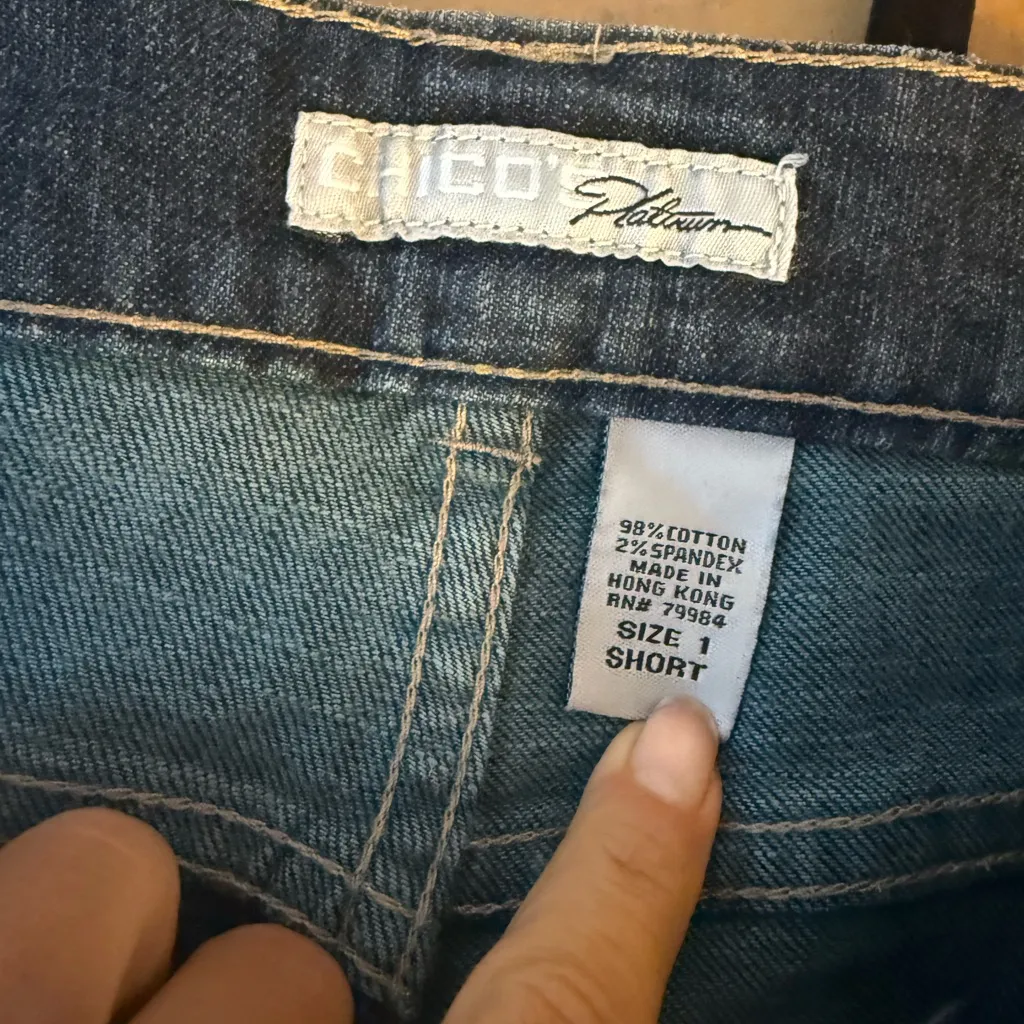 CHICO'S
Platinum
98% COTTON
2% SPANDEX
MADE IN
HONG KONG
RN# 79984
SIZE 1
SHORT